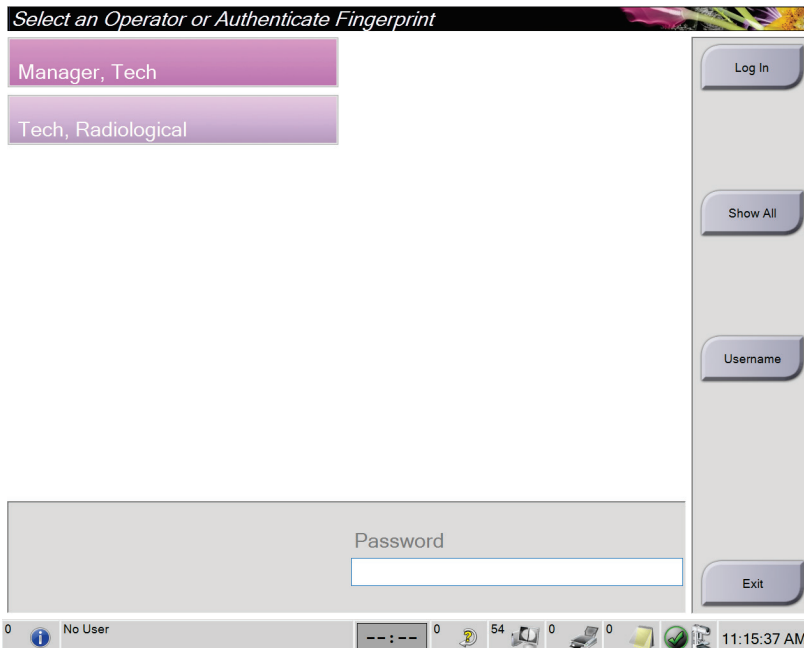 Select an Operator or Authenticate Fingerprint
Manager, Tech
Log In
Tech, Radiological
Show All
Username
Password
Exit
0 No User --:-- 0 54 0 0 11:15:37 AM